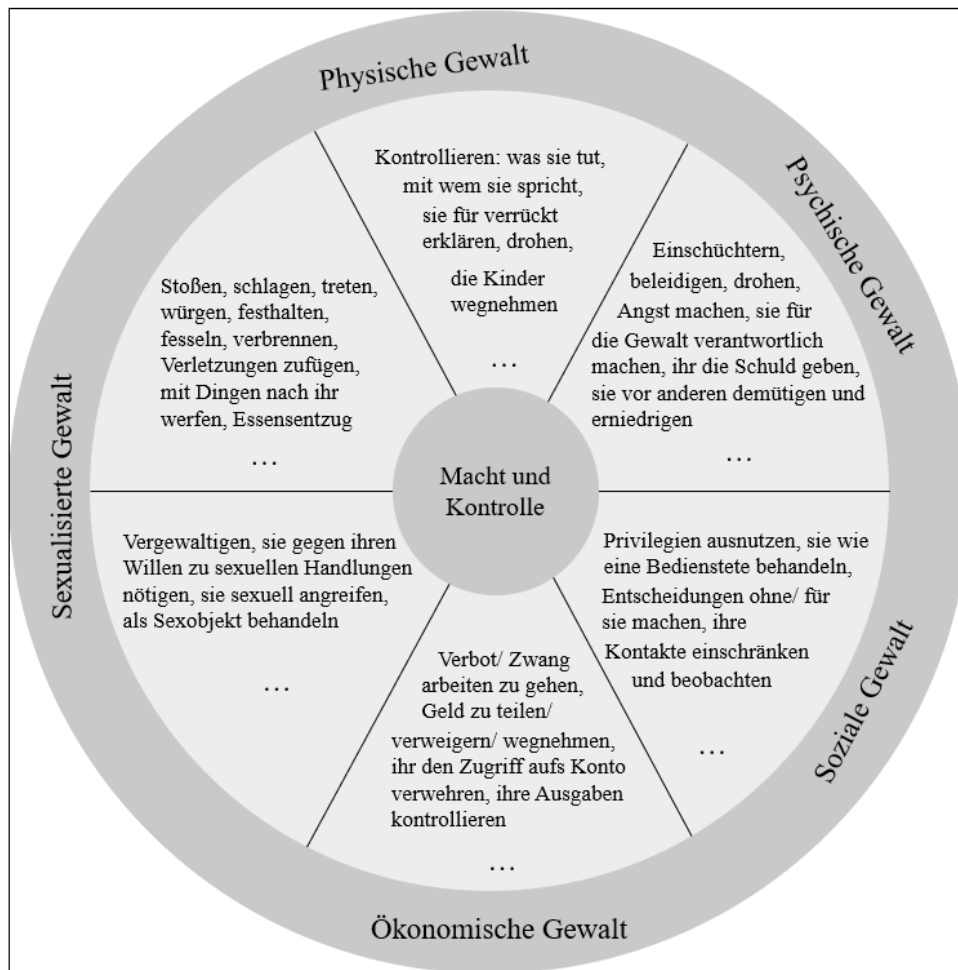 Physische Gewalt
Kontrollieren: was sie tut,
mit wem sie spricht,
sie für verrückt
erklären, drohen,
die Kinder
wegnehmen
…
Psychische Gewalt
Einschüchtern,
beleidigen, drohen,
Angst machen, sie für
die Gewalt verantwortlich
machen, ihr die Schuld geben,
sie vor anderen demütigen und
erniedrigen
…
Soziale Gewalt
Privilegien ausnutzen, sie wie
eine Bedienstete behandeln,
Entscheidungen ohne/ für
sie machen, ihre
Kontakte einschränken
und beobachten
…
Ökonomische Gewalt
Verbot/ Zwang
arbeiten zu gehen,
Geld zu teilen/
verweigern/ wegnehmen,
ihr den Zugriff aufs Konto
verwehren, ihre Ausgaben
kontrollieren
…
Sexualisierte Gewalt
Vergewaltigen, sie gegen ihren
Willen zu sexuellen Handlungen
nötigen, sie sexuell angreifen,
als Sexobjekt behandeln
…
Stoßen, schlagen, treten,
würgen, festhalten,
fesseln, verbrennen,
Verletzungen zufügen,
mit Dingen nach ihr
werfen, Essensentzug
…
Macht und
Kontrolle